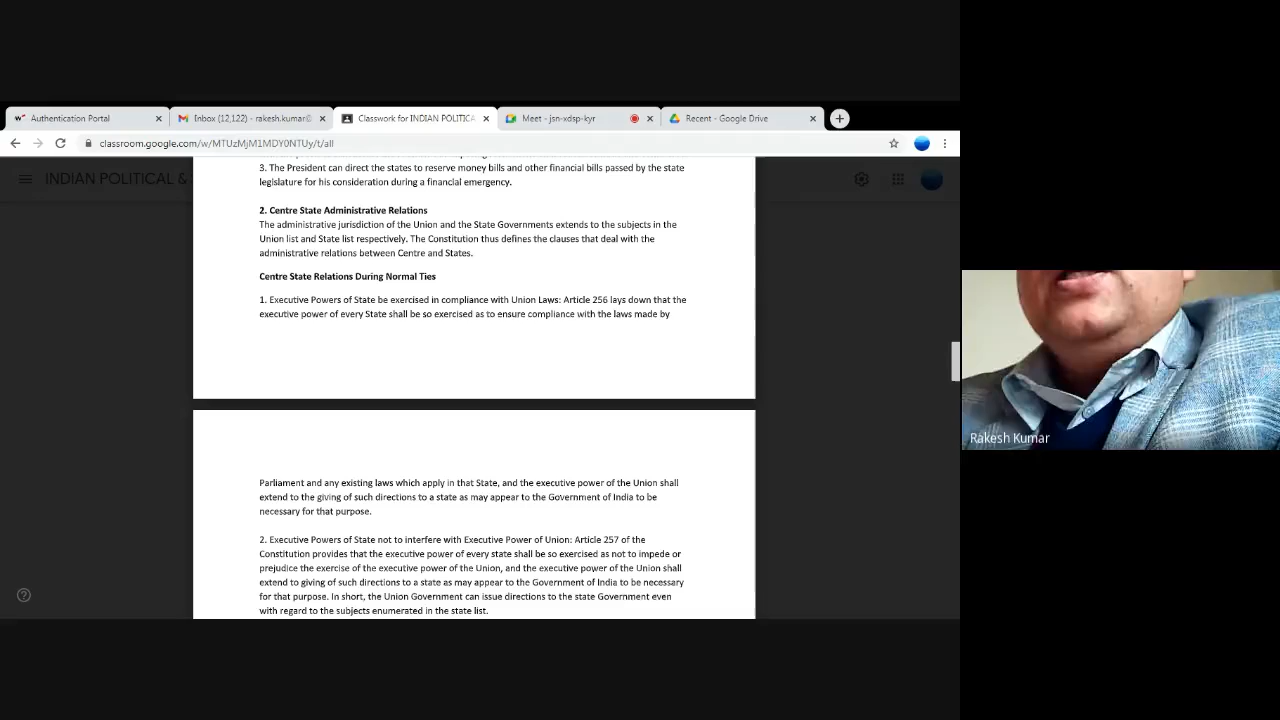 Authentication Portal
Inbox (12,122) - rakesh.kumar@
Classwork for INDIAN POLITICA
Meet - jsn-xdsp-kyr
Recent - Google Drive
classroom.google.com/w/MTUzMjM1MDY0NTUy/t/all
INDIAN POLITICAL &
3. The President can direct the states to reserve money bills and other financial bills passed by the state
legislature for his consideration during a financial emergency.
2. Centre State Administrative Relations
The administrative jurisdiction of the Union and the State Governments extends to the subjects in the
Union list and State list respectively. The Constitution thus defines the clauses that deal with the
administrative relations between Centre and States.
Centre State Relations During Normal Ties
1. Executive Powers of State be exercised in compliance with Union Laws: Article 256 lays down that the
executive power of every State shall be so exercised as to ensure compliance with the laws made by
Parliament and any existing laws which apply in that State, and the executive power of the Union shall
extend to the giving of such directions to a state as may appear to the Government of India to be
necessary for that purpose.
2. Executive Powers of State not to interfere with Executive Power of Union: Article 257 of the
Constitution provides that the executive power of every state shall be so exercised as not to impede or
prejudice the exercise of the executive power of the Union, and the executive power of the Union shall
extend to giving of such directions to a state as may appear to the Government of India to be necessary
for that purpose. In short, the Union Government can issue directions to the state Government even
with regard to the subjects enumerated in the state list.
Rakesh Kumar